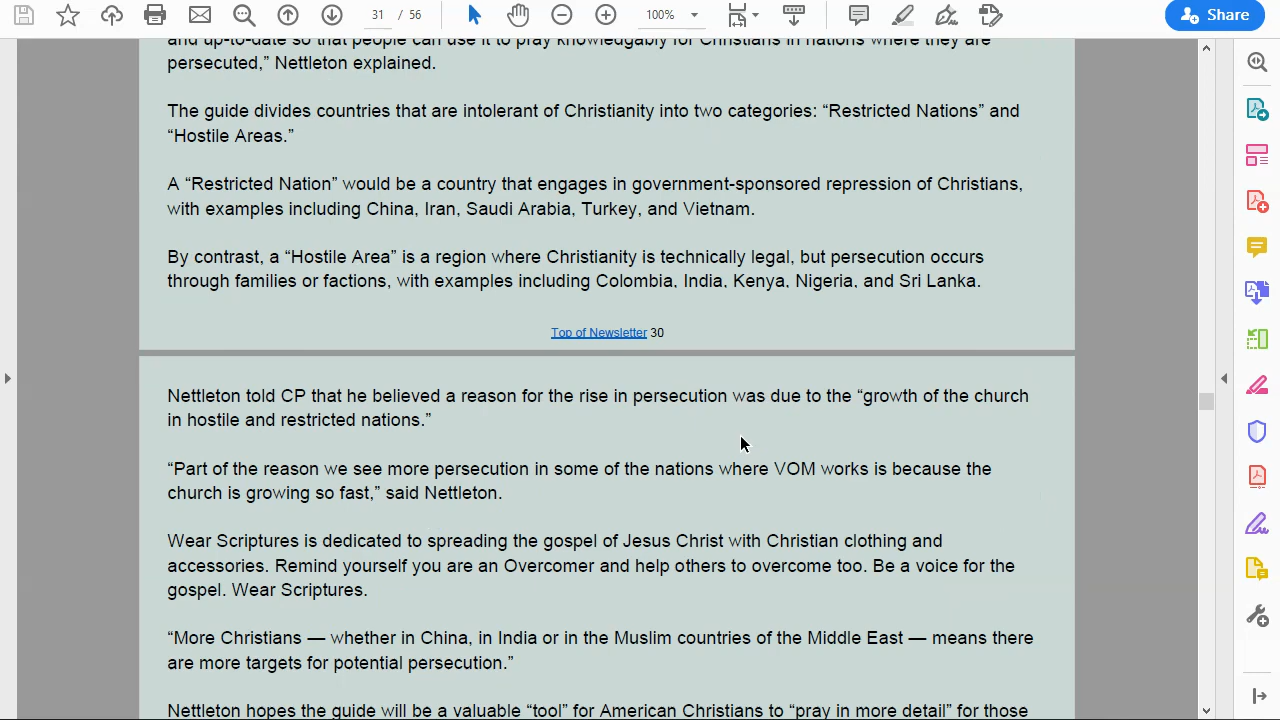 31 / 56
100%
Share
and up-to-date so that people can use it to pray knowledgably for Christians in nations where they are
persecuted,” Nettleton explained.
The guide divides countries that are intolerant of Christianity into two categories: “Restricted Nations” and
“Hostile Areas.”
A “Restricted Nation” would be a country that engages in government-sponsored repression of Christians,
with examples including China, Iran, Saudi Arabia, Turkey, and Vietnam.
By contrast, a “Hostile Area” is a region where Christianity is technically legal, but persecution occurs
through families or factions, with examples including Colombia, India, Kenya, Nigeria, and Sri Lanka.
Top of Newsletter 30
Nettleton told CP that he believed a reason for the rise in persecution was due to the “growth of the church
in hostile and restricted nations.”
“Part of the reason we see more persecution in some of the nations where VOM works is because the
church is growing so fast,” said Nettleton.
Wear Scriptures is dedicated to spreading the gospel of Jesus Christ with Christian clothing and
accessories. Remind yourself you are an Overcomer and help others to overcome too. Be a voice for the
gospel. Wear Scriptures.
“More Christians — whether in China, in India or in the Muslim countries of the Middle East — means there
are more targets for potential persecution.”
Nettleton hopes the guide will be a valuable “tool” for American Christians to “pray in more detail” for those